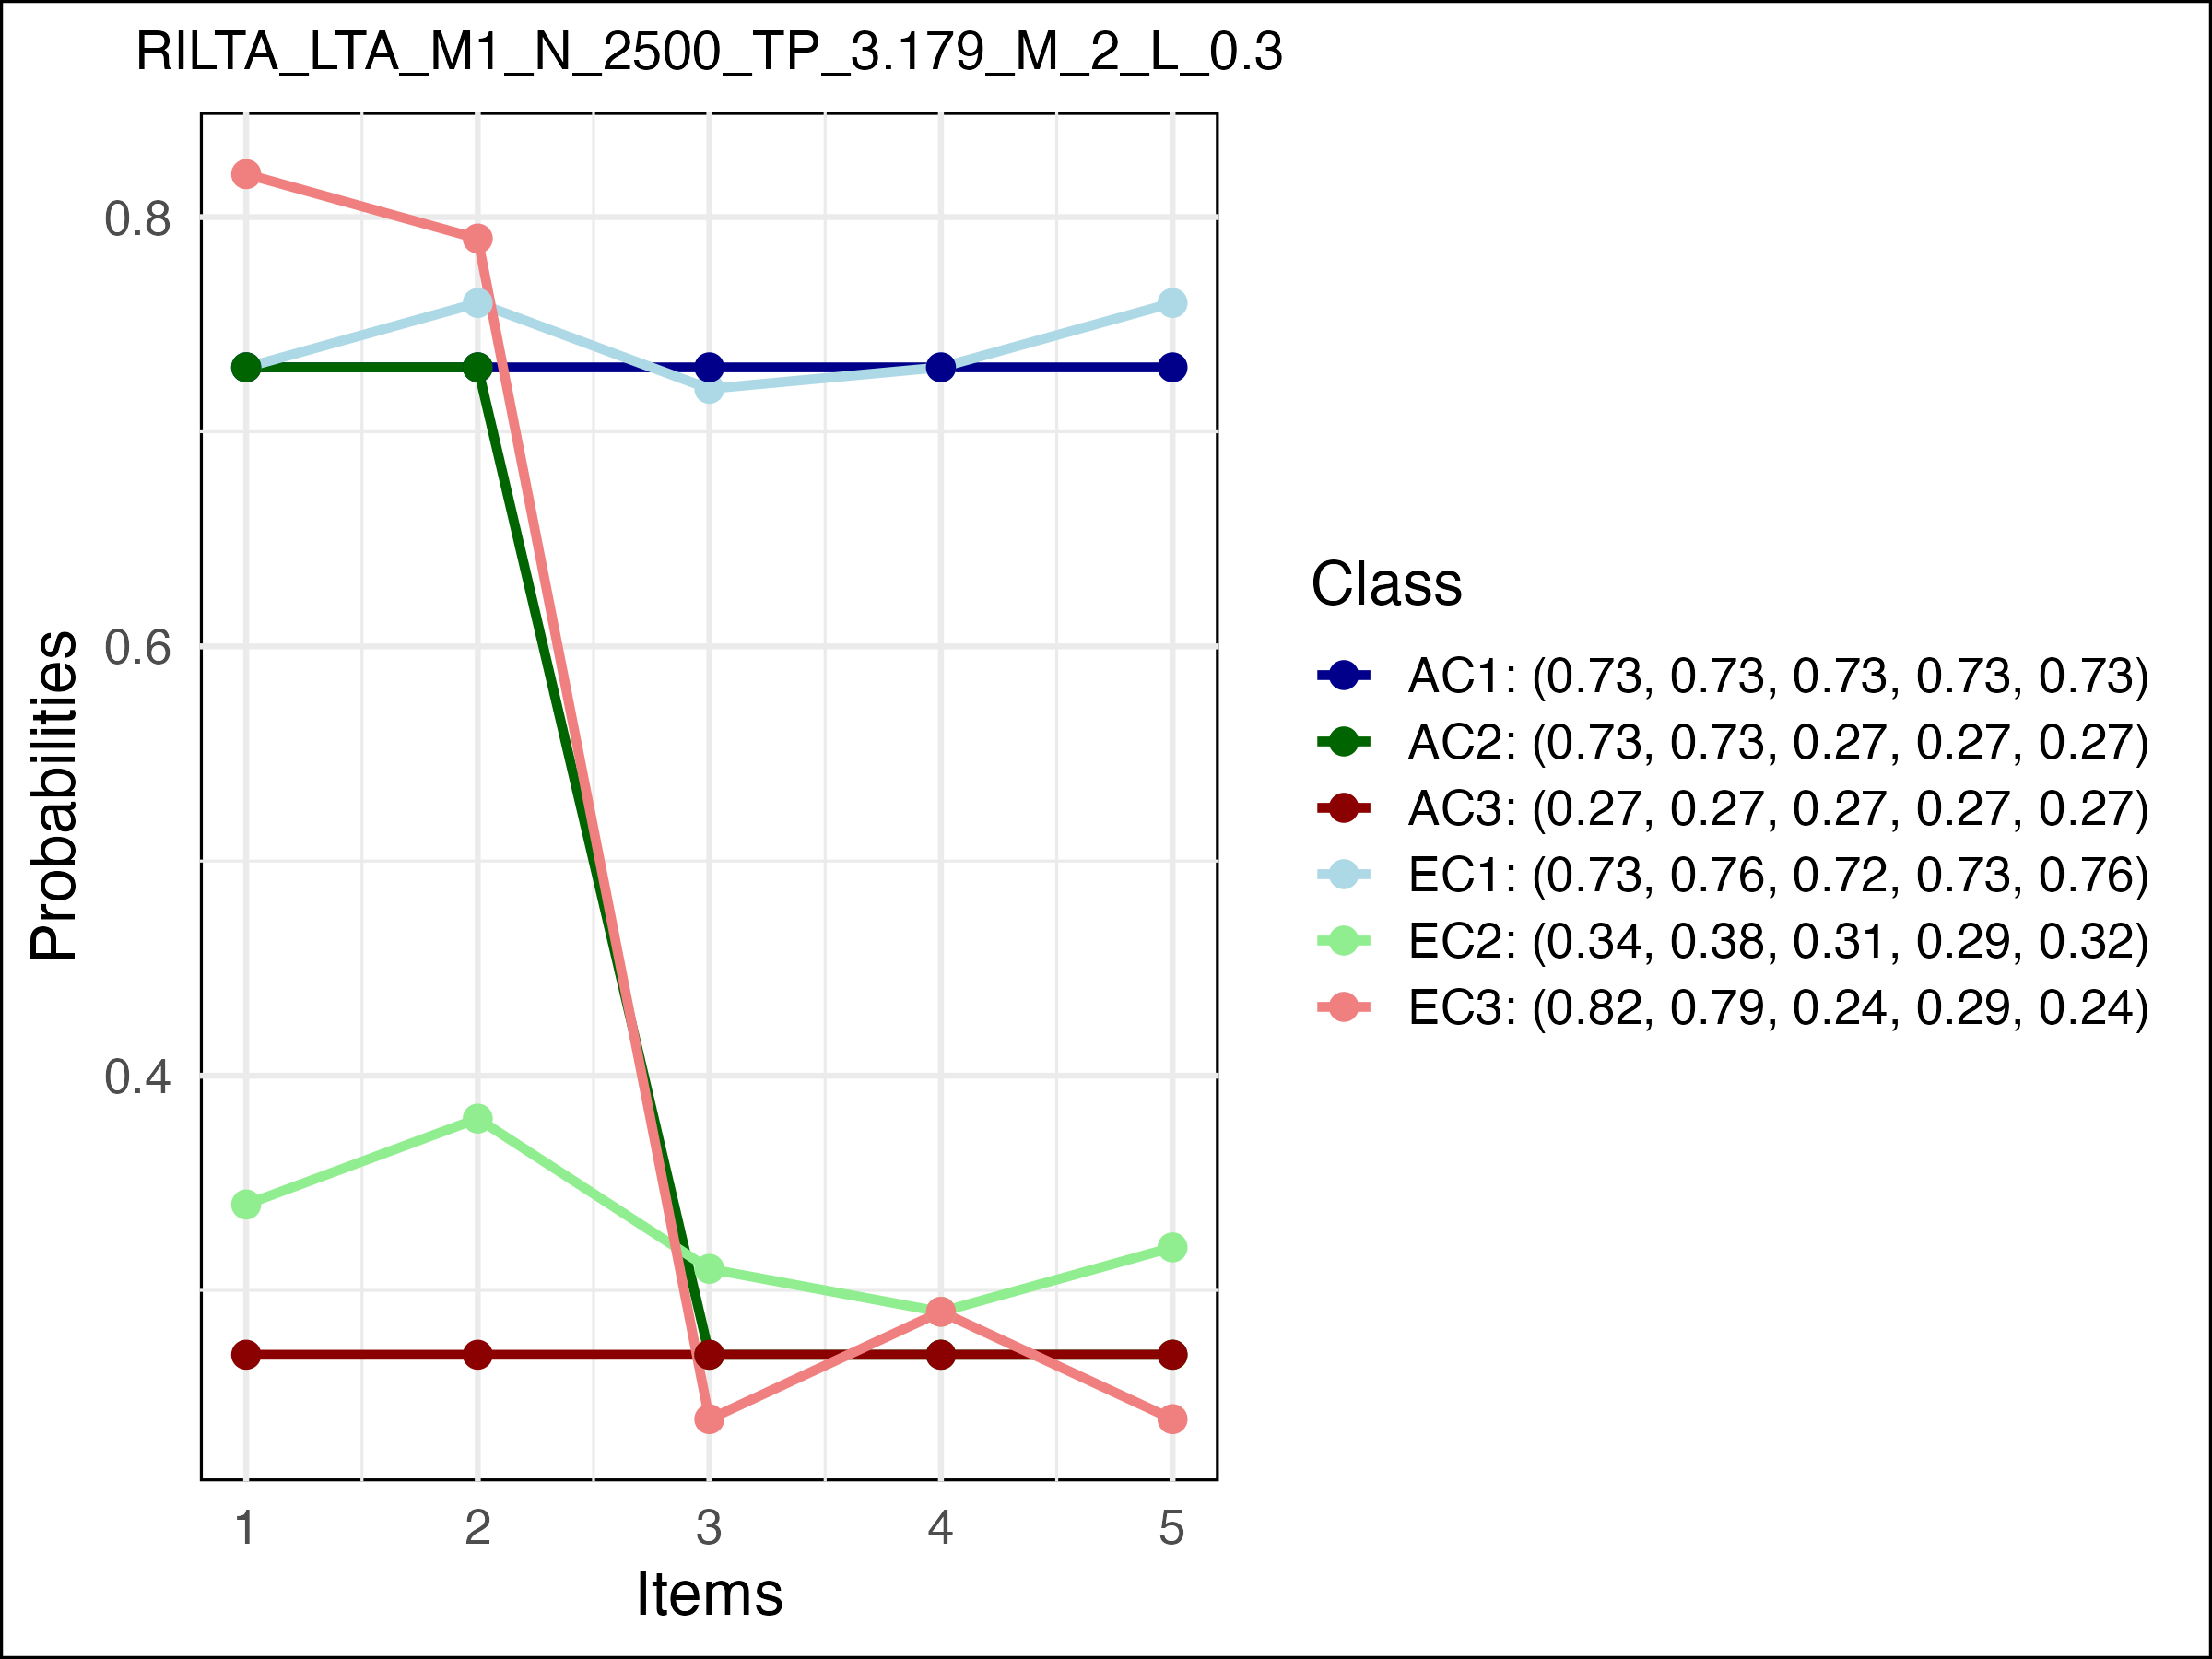 RILTA_LTA_M1_N_2500_TP_3.179_M_2_L_0.3
Probabilities
0.8
0.6
0.4
1 2 3 4 5
Items
Class
AC1: (0.73, 0.73, 0.73, 0.73, 0.73)
AC2: (0.73, 0.73, 0.27, 0.27, 0.27)
AC3: (0.27, 0.27, 0.27, 0.27, 0.27)
EC1: (0.73, 0.76, 0.72, 0.73, 0.76)
EC2: (0.34, 0.38, 0.31, 0.29, 0.32)
EC3: (0.82, 0.79, 0.24, 0.29, 0.24)